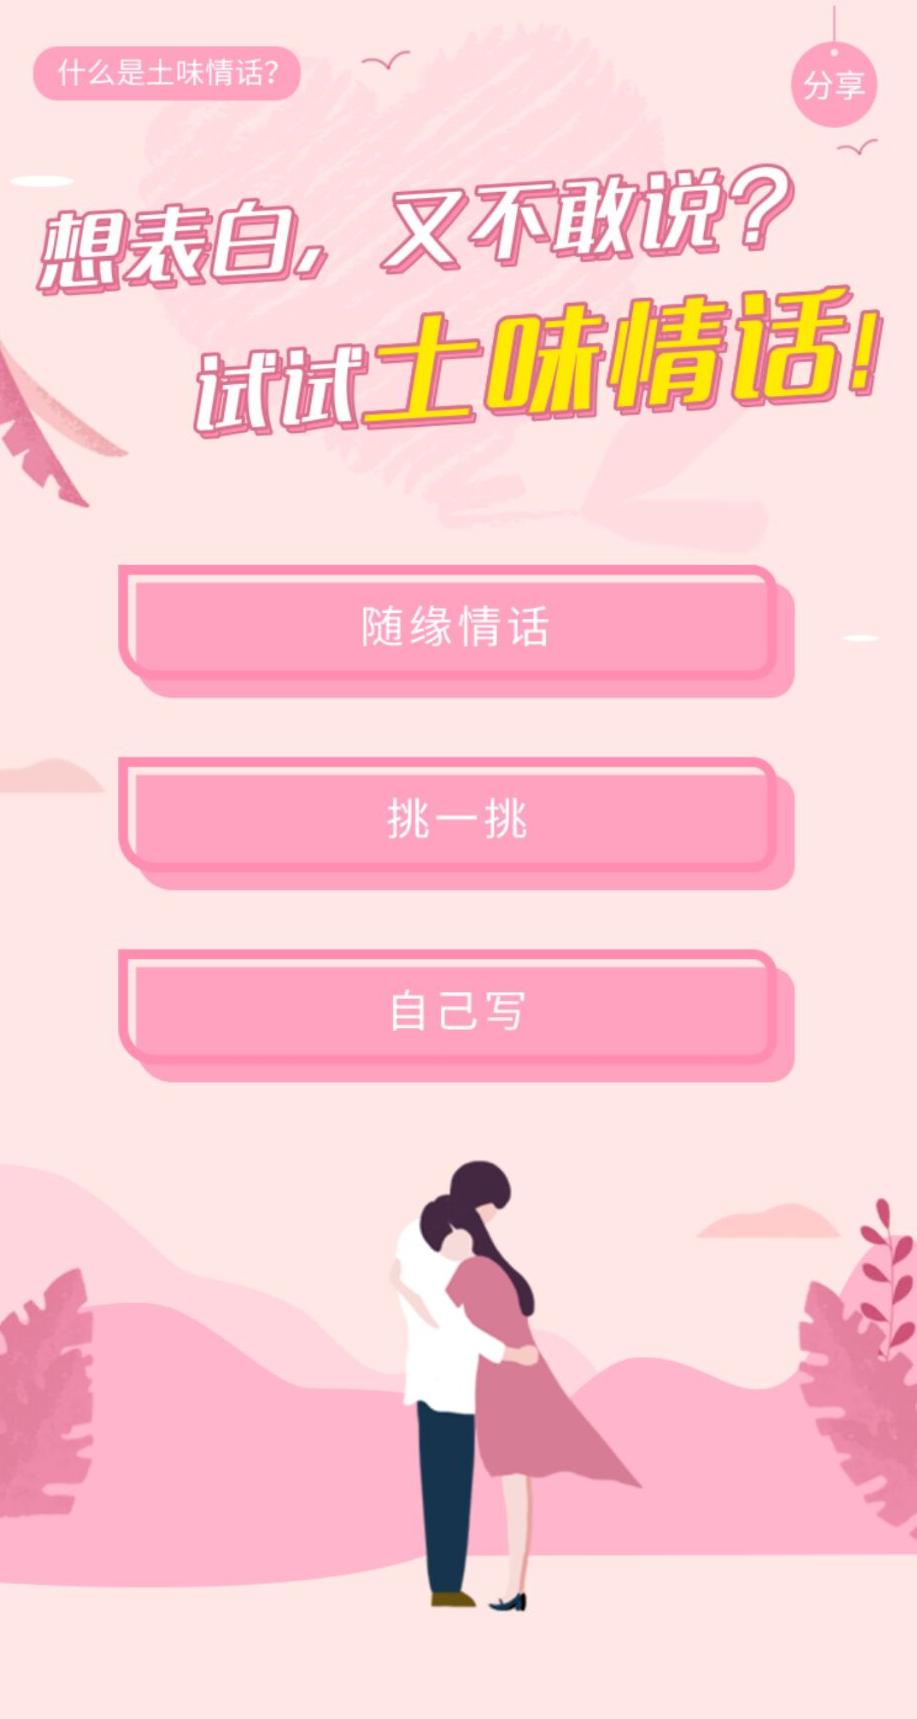 什么是土味情话？
分享
想表白，又不敢说？
试试土味情话！
随缘情话
挑一挑
自己写